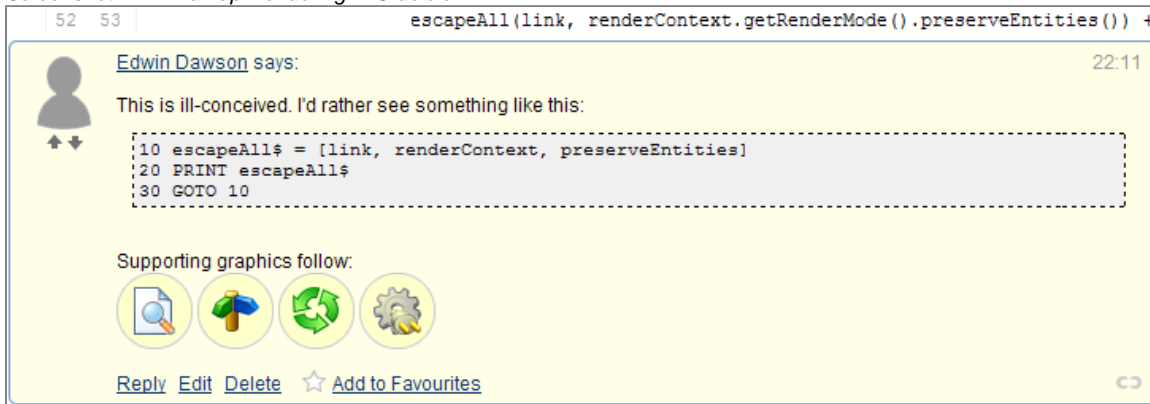 52 53 escapeAll(link, renderContext.getRenderMode().preserveEntities()) +
Edwin Dawson says: 22:11
This is ill-conceived. I'd rather see something like this:
10 escapeAll$ = [link, renderContext, preserveEntities]
20 PRINT escapeAll$
30 GOTO 10
Supporting graphics follow:
Reply Edit Delete Add to Favourites